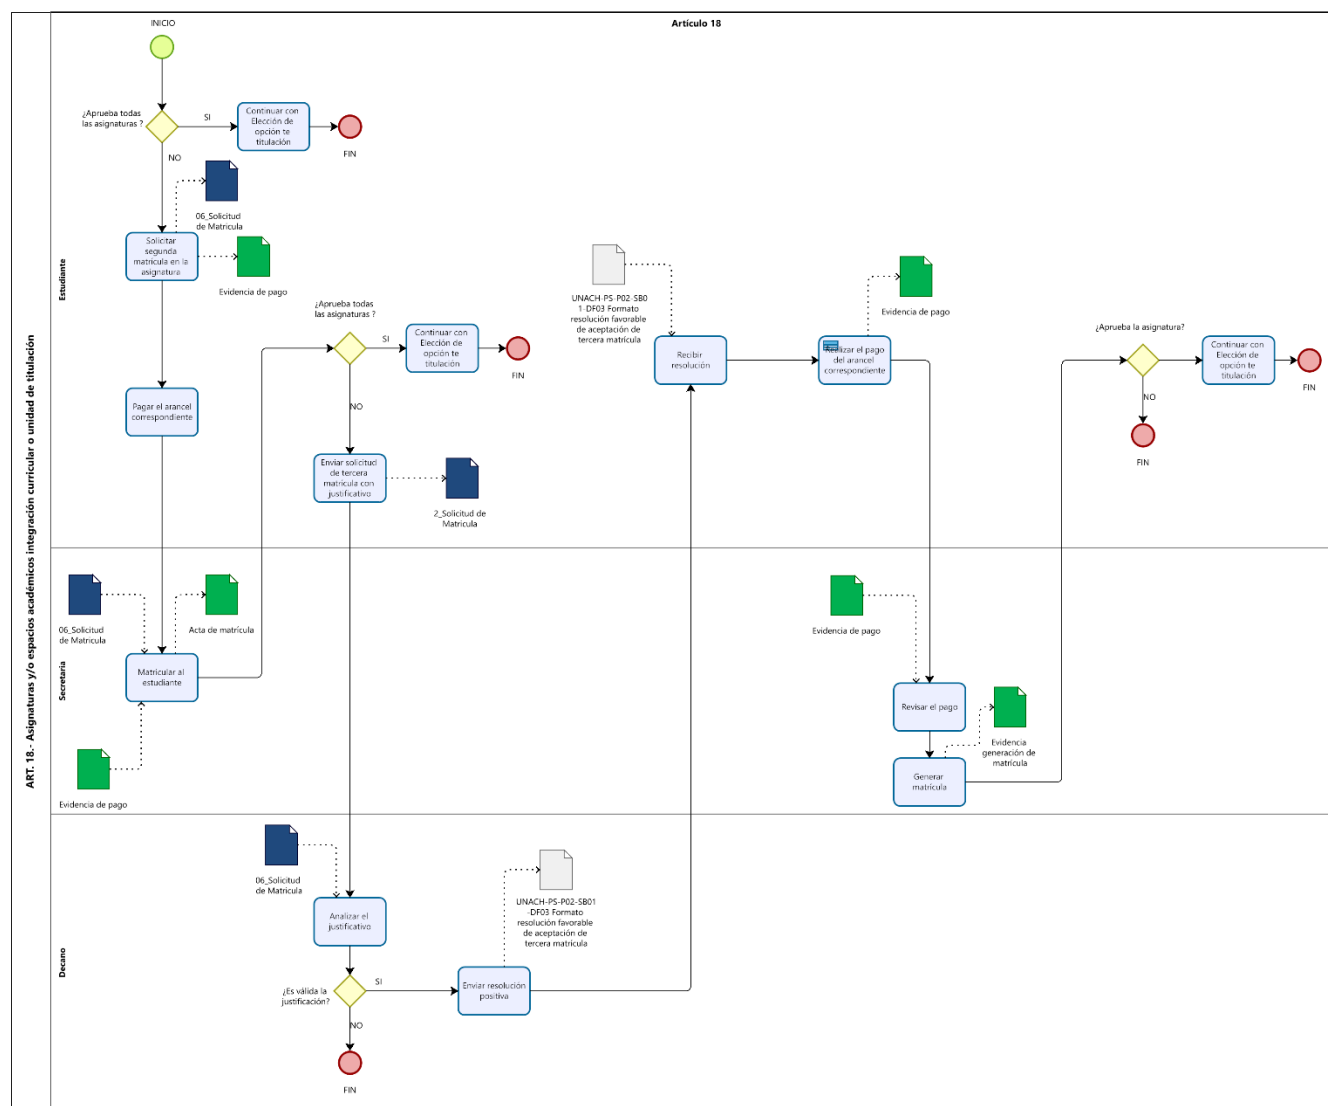 Artículo 18
INICIO
¿Aprueba todas
las asignaturas ?
SI
Continuar con
Elección de
opción te
titulación
FIN
NO
06_Solicitud
de Matricula
Solicitar
segunda
matrícula en la
asignatura
Evidencia de pago
Pagar el arancel
correspondiente
¿Aprueba todas
las asignaturas ?
SI
Continuar con
Elección de
opción te
titulación
FIN
NO
Enviar solicitud
de tercera
matrícula con
justificativo
2_Solicitud de
Matricula
UNACH-PS-P02-SB0
1-DF03 Formato
resolución favorable
de aceptación de
tercera matrícula
Recibir
resolución
Evidencia de pago
Realizar el pago
del arancel
correspondiente
¿Aprueba la asignatura?
SI
Continuar con
Elección de
opción te
titulación
FIN
NO
FIN
Estudiante
ART. 18.- Asignaturas y/o espacios académicos integración curricular o unidad de titulación
06_Solicitud
de Matricula
Acta de matrícula
Matricular al
estudiante
Evidencia de pago
Secretaria
Evidencia de pago
Revisar el pago
Evidencia
generación de
matrícula
Generar
matrícula
06_Solicitud
de Matricula
Analizar el
justificativo
UNACH-PS-P02-SB01
-DF03 Formato
resolución favorable
de aceptación de
tercera matrícula
Decano
¿Es válida la
justificación?
SI
Enviar resolución
positiva
NO
FIN